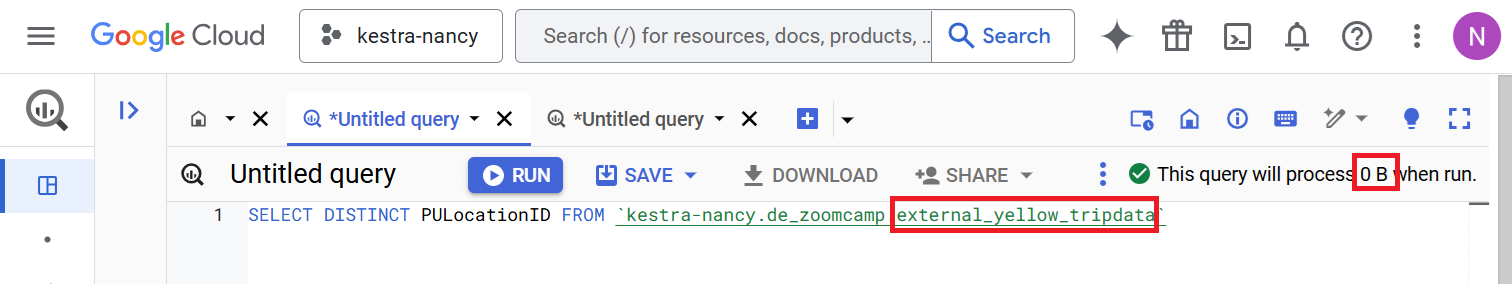 Google Cloud kestra-nancy Search (/) for resources, docs, products, ... Search N
*Untitled query *Untitled query
Untitled query RUN SAVE DOWNLOAD SHARE This query will process 0 B when run.
1 SELECT DISTINCT PULocationID FROM `kestra-nancy.de_zoomcamp.external_yellow_tripdata`